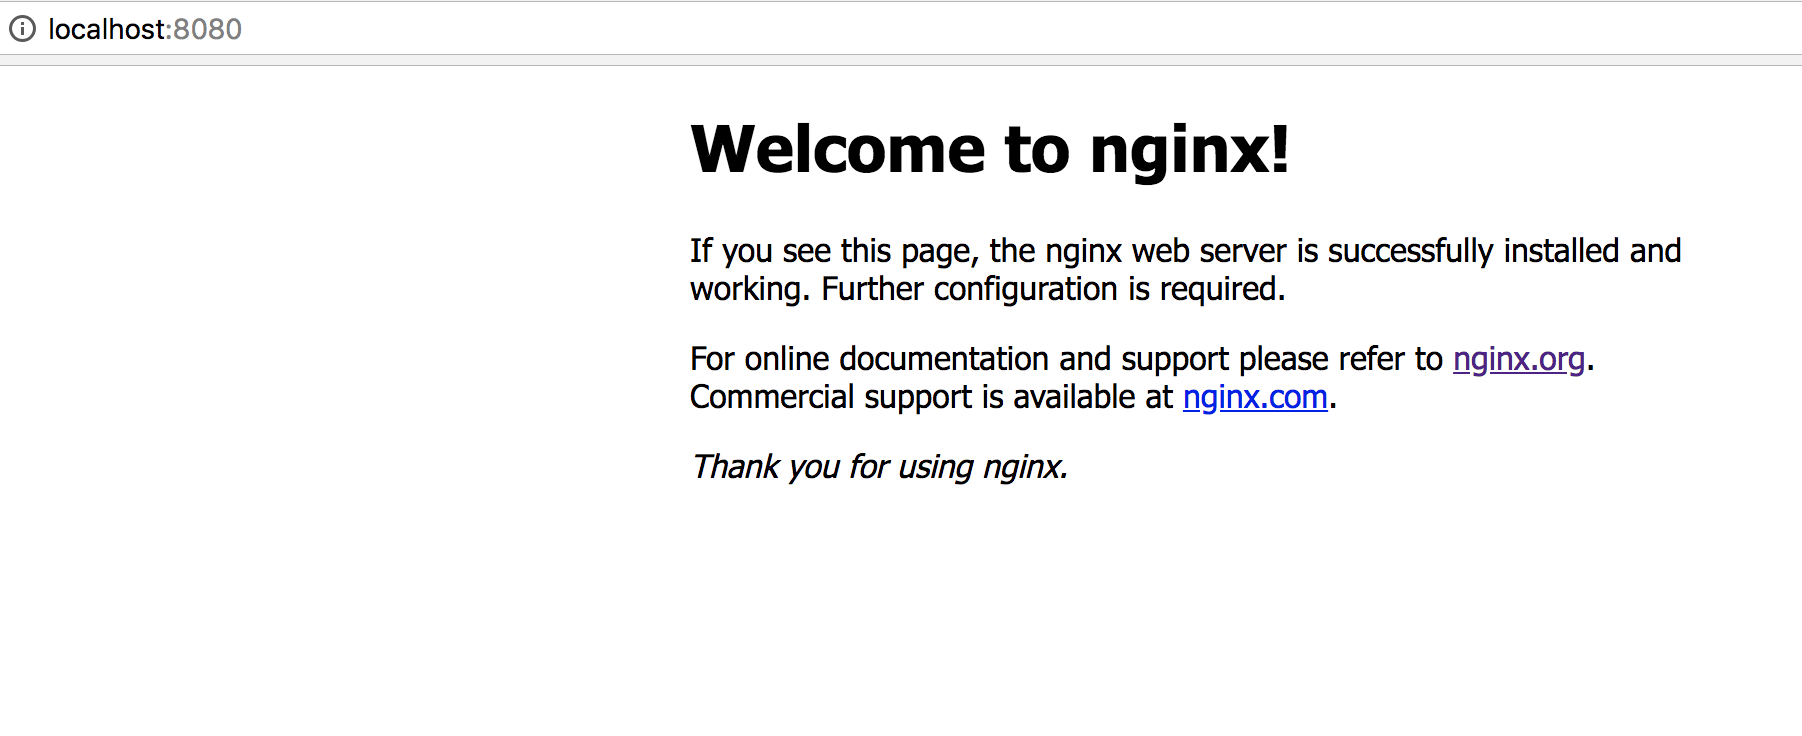 localhost:8080
Welcome to nginx!
If you see this page, the nginx web server is successfully installed and
working. Further configuration is required.
For online documentation and support please refer to nginx.org.
Commercial support is available at nginx.com.
Thank you for using nginx.